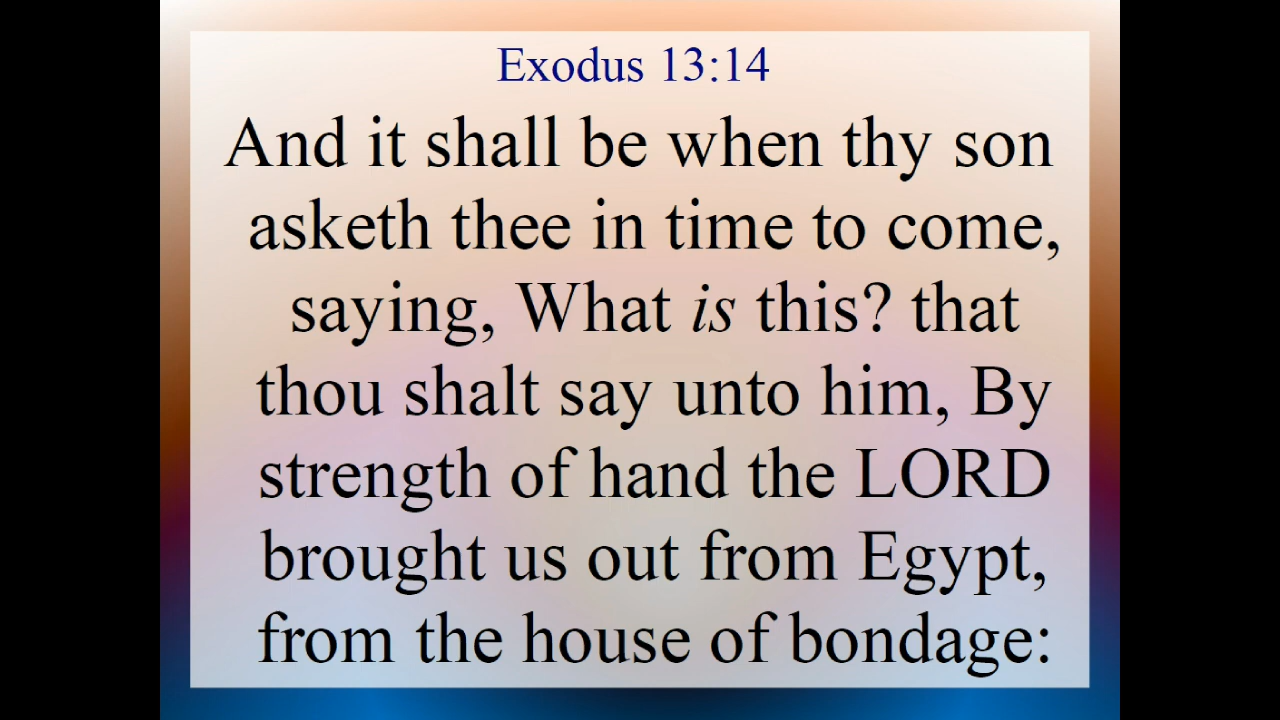 Exodus 13:14
And it shall be when thy son
asketh thee in time to come,
saying, What is this? that
thou shalt say unto him, By
strength of hand the LORD
brought us out from Egypt,
from the house of bondage: